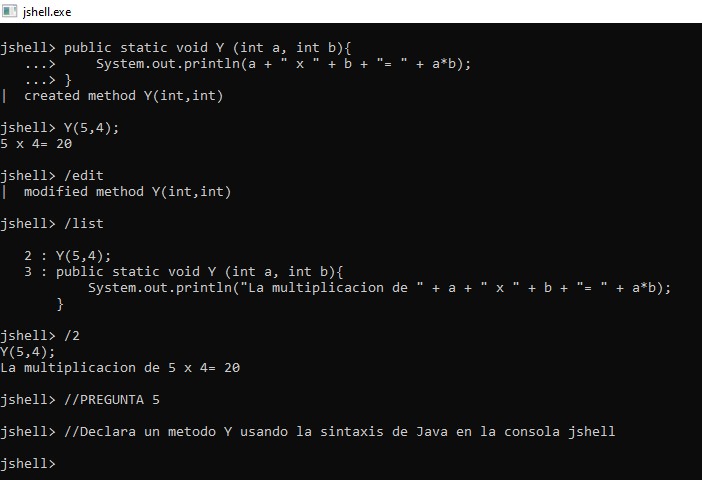 jshell.exe
jshell> public static void Y (int a, int b){
   ...>     System.out.println(a + " x " + b + "= " + a*b);
   ...> }
|  created method Y(int,int)
jshell> Y(5,4);
5 x 4= 20
jshell> /edit
|  modified method Y(int,int)
jshell> /list
   2 : Y(5,4);
   3 : public static void Y (int a, int b){
           System.out.println("La multiplicacion de " + a + " x " + b + "= " + a*b);
       }
jshell> /2
Y(5,4);
La multiplicacion de 5 x 4= 20
jshell> //PREGUNTA 5
jshell> //Declara un metodo Y usando la sintaxis de Java en la consola jshell
jshell>